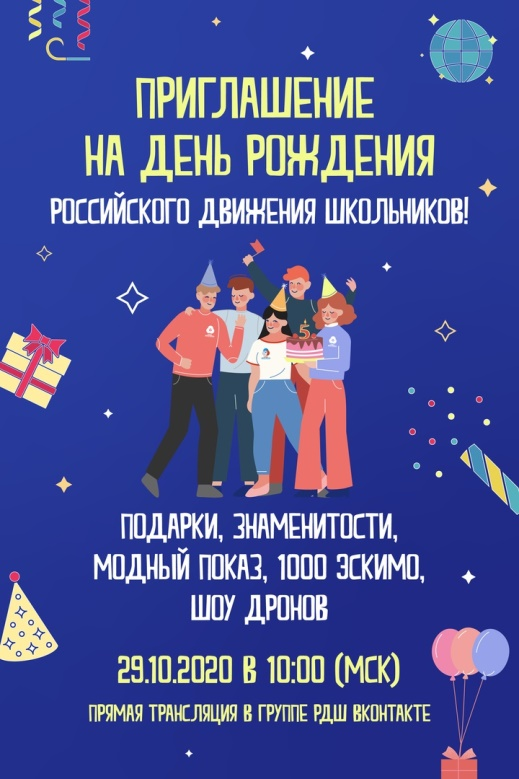 ПРИГЛАШЕНИЕ
НА ДЕНЬ РОЖДЕНИЯ
РОССИЙСКОГО ДВИЖЕНИЯ ШКОЛЬНИКОВ!
5
ПОДАРКИ, ЗНАМЕНИТОСТИ,
МОДНЫЙ ПОКАЗ, 1000 ЭСКИМО,
ШОУ ДРОНОВ
29.10.2020 В 10:00 (МСК)
ПРЯМАЯ ТРАНСЛЯЦИЯ В ГРУППЕ РДШ ВКОНТАКТЕ